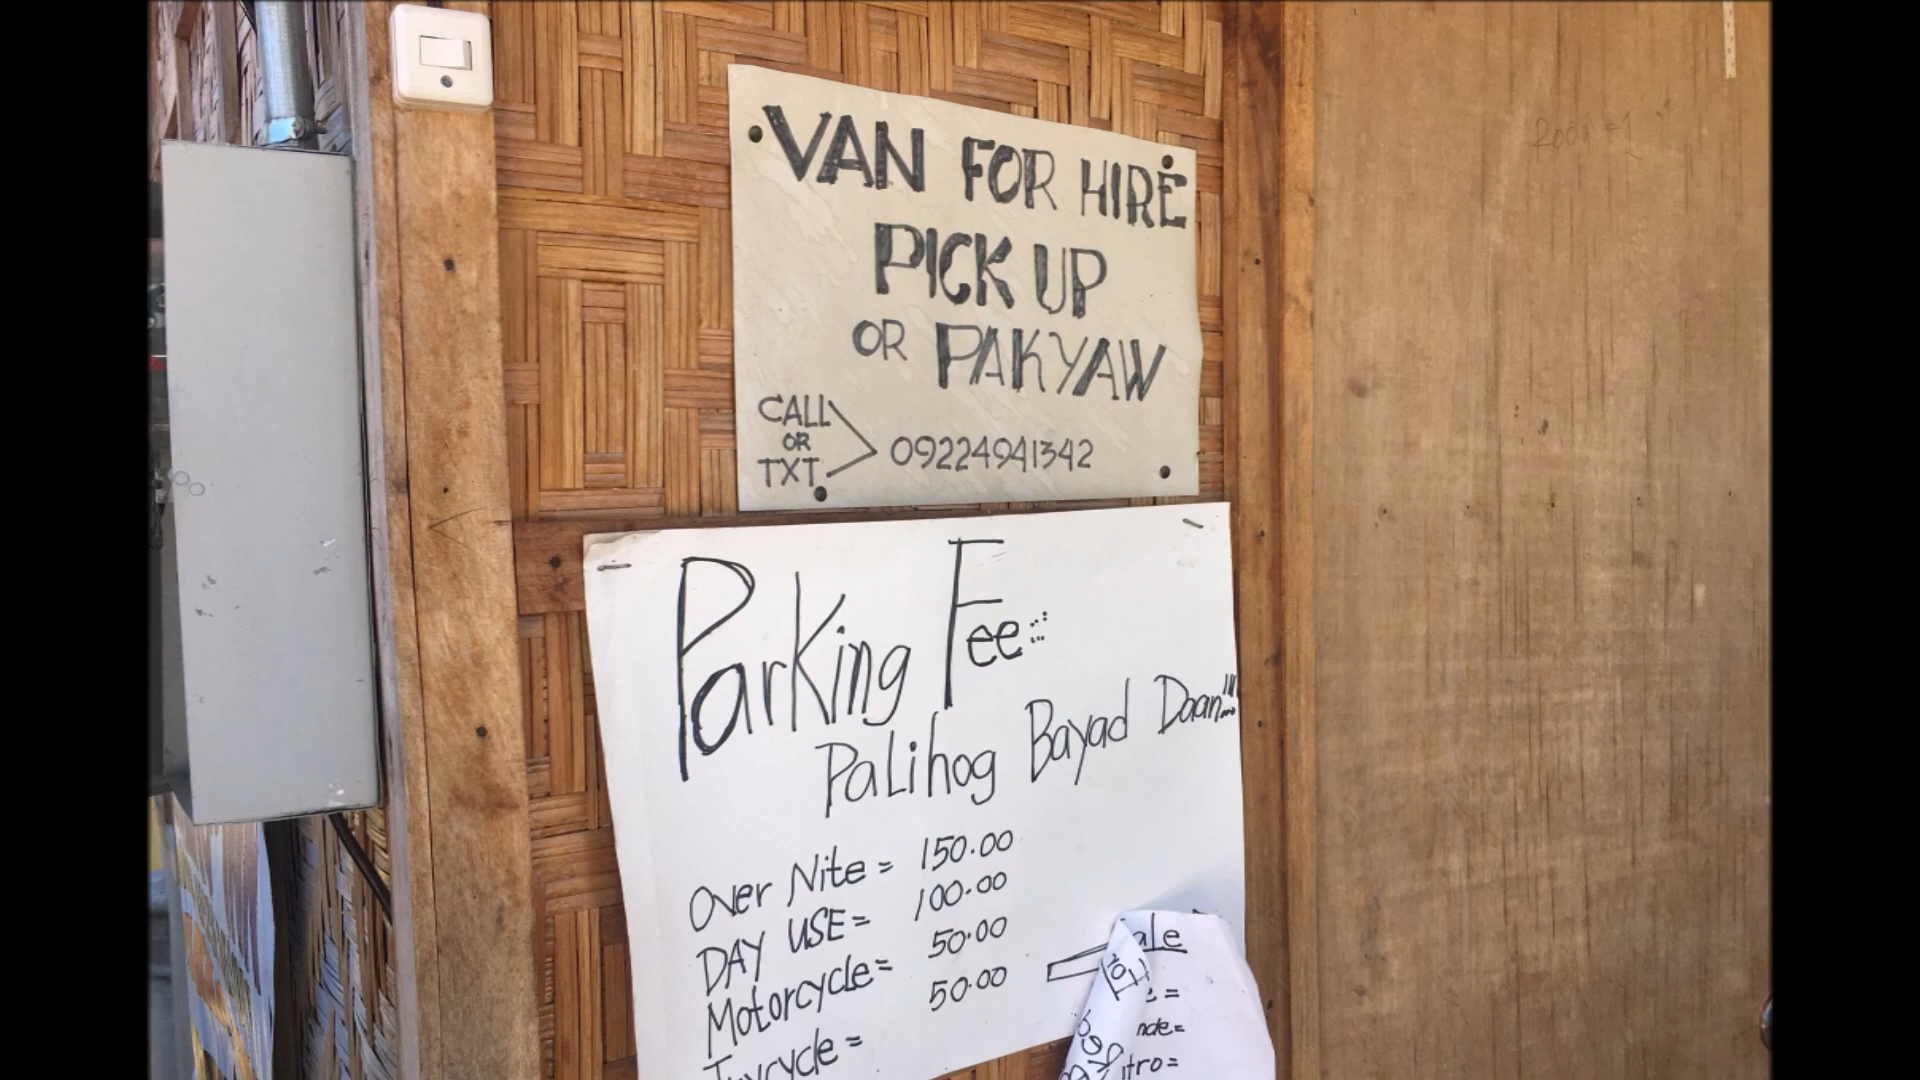 VAN FOR HIRE
PICK UP
OR PAKYAW
CALL
OR
TXT
09224941342
Parking Fee
Palihog Bayad Daan!!!
Over Nite = 150.00
DAY USE = 100.00
Motorcycle = 50.00
50.00